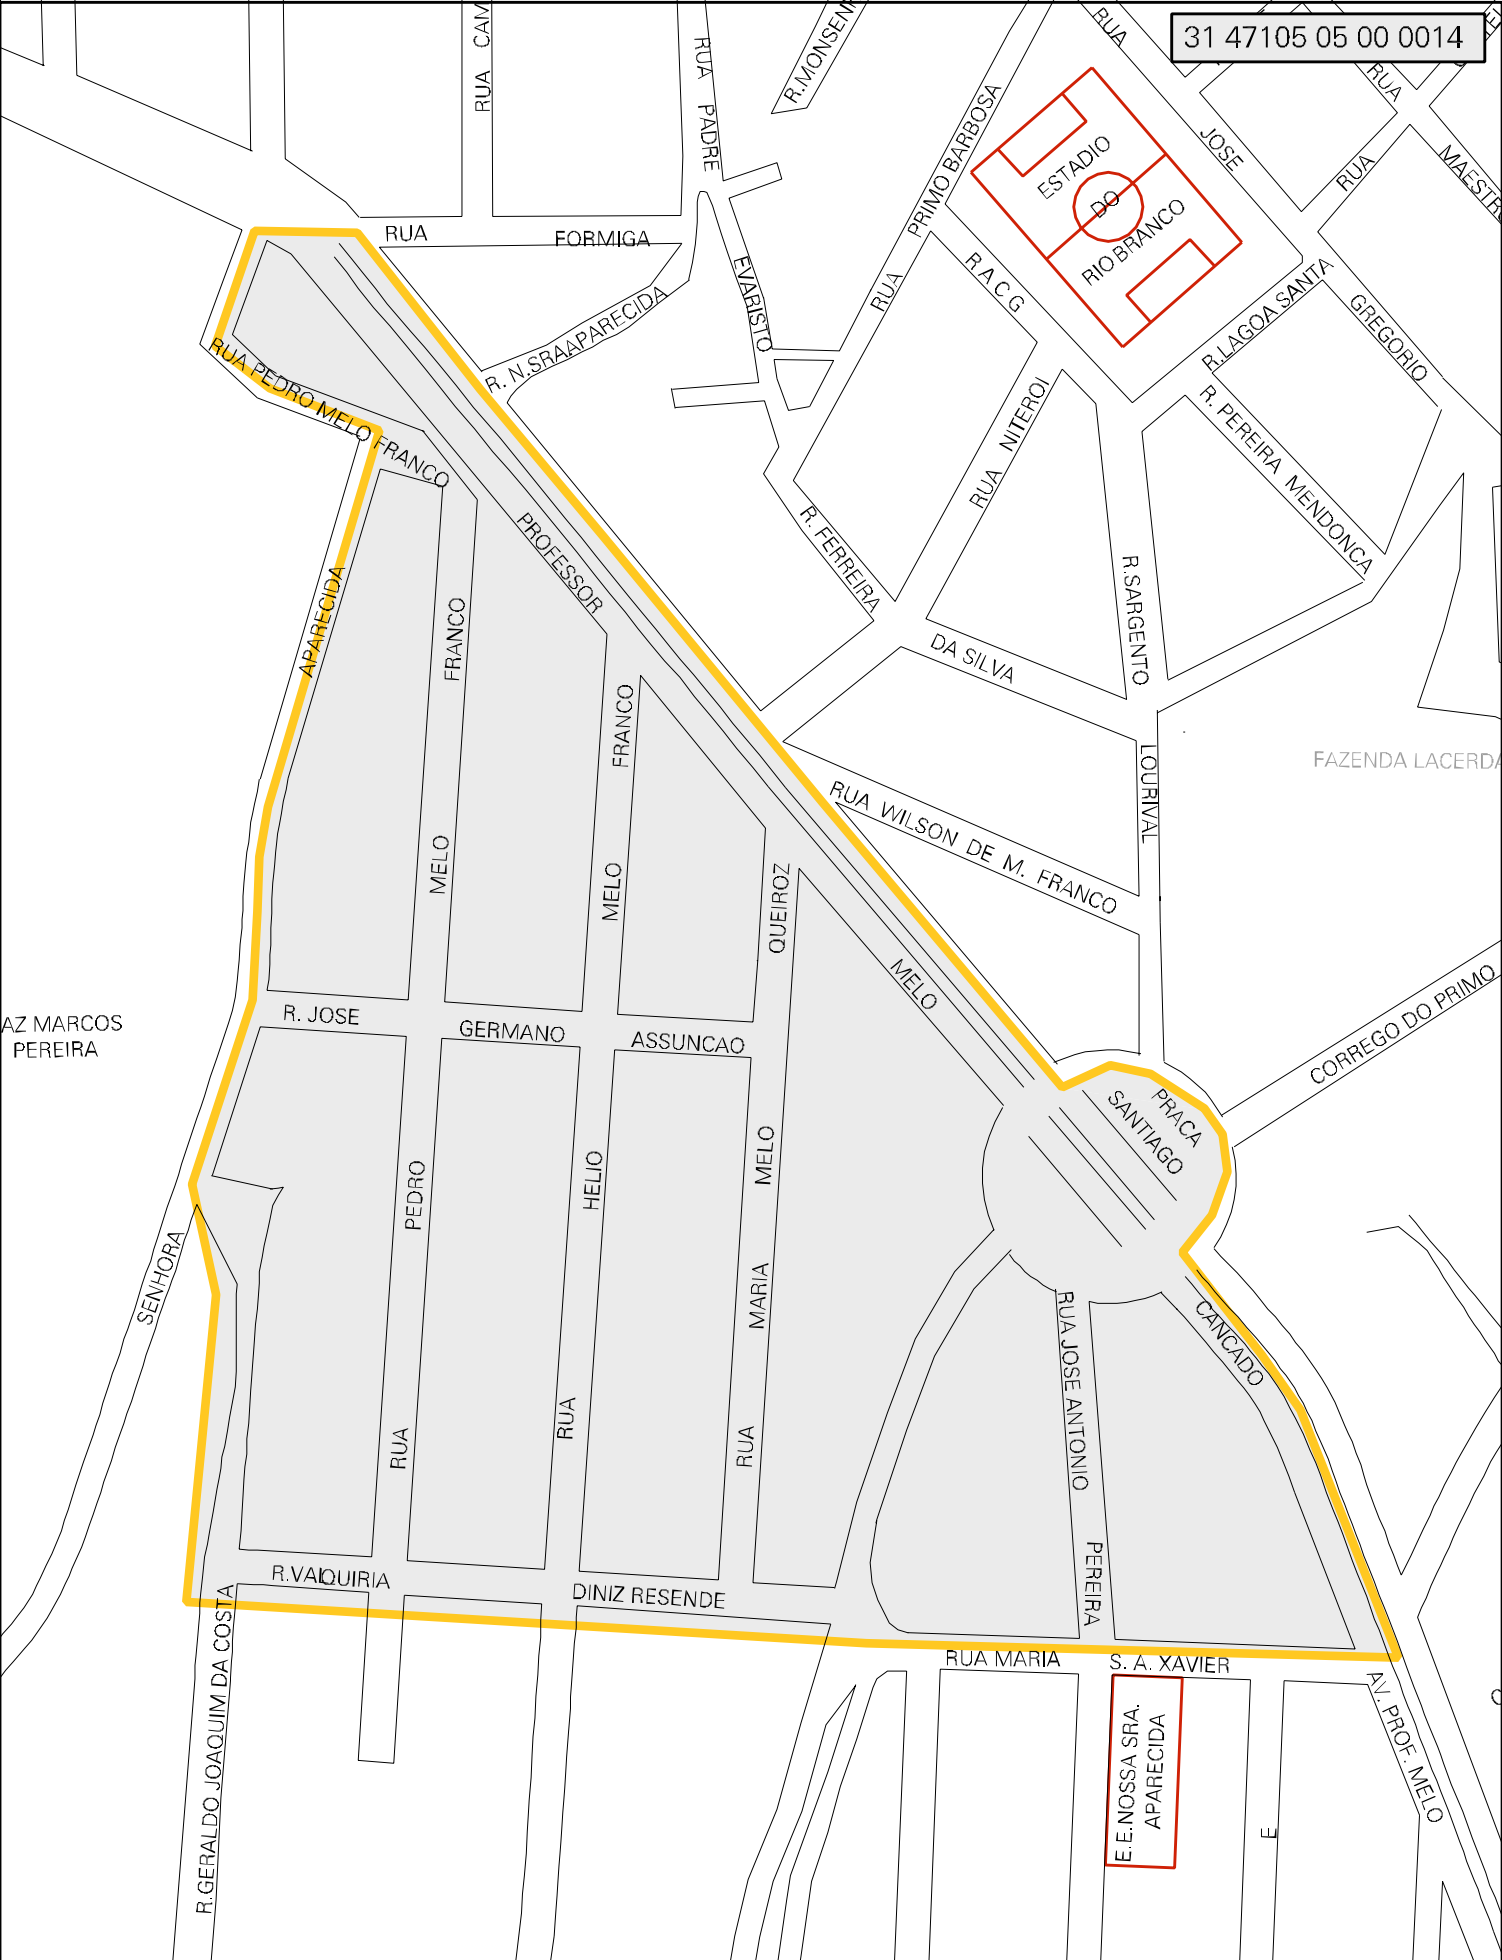 31 47105 05 00 0014
RUA CAM
RUA PADRE
R.MONSEN
RUA
RUA
JOSE
RUA
MAESTR
ESTADIO
DO
RIO BRANCO
RUA PRIMO BARBOSA
RUA FORMIGA
R. N.SRAAPARECIDA
EVARISTO
R A C G
R.LAGOA SANTA
GREGORIO
R. PEREIRA MENDONCA
RUA NITEROI
R. FERREIRA
DA SILVA
R.SARGENTO
LOURIVAL
FAZENDA LACERDA
RUA PEDRO MELO FRANCO
PROFESSOR
MELO
APARECIDA
SENHORA
FRANCO
MELO
PEDRO
RUA
FRANCO
MELO
HELIO
RUA
QUEIROZ
MELO
MARIA
RUA
RUA WILSON DE M. FRANCO
R. JOSE GERMANO ASSUNCAO
AZ MARCOS
PEREIRA
CORREGO DO PRIMO
PRACA
SANTIAGO
CANCADO
RUA JOSE ANTONIO
PEREIRA
R.VALQUIRIA
DINIZ RESENDE
R.GERALDO JOAQUIM DA COSTA
RUA MARIA S. A. XAVIER
AV. PROF. MELO
E.E.NOSSA SRA.
APARECIDA
E